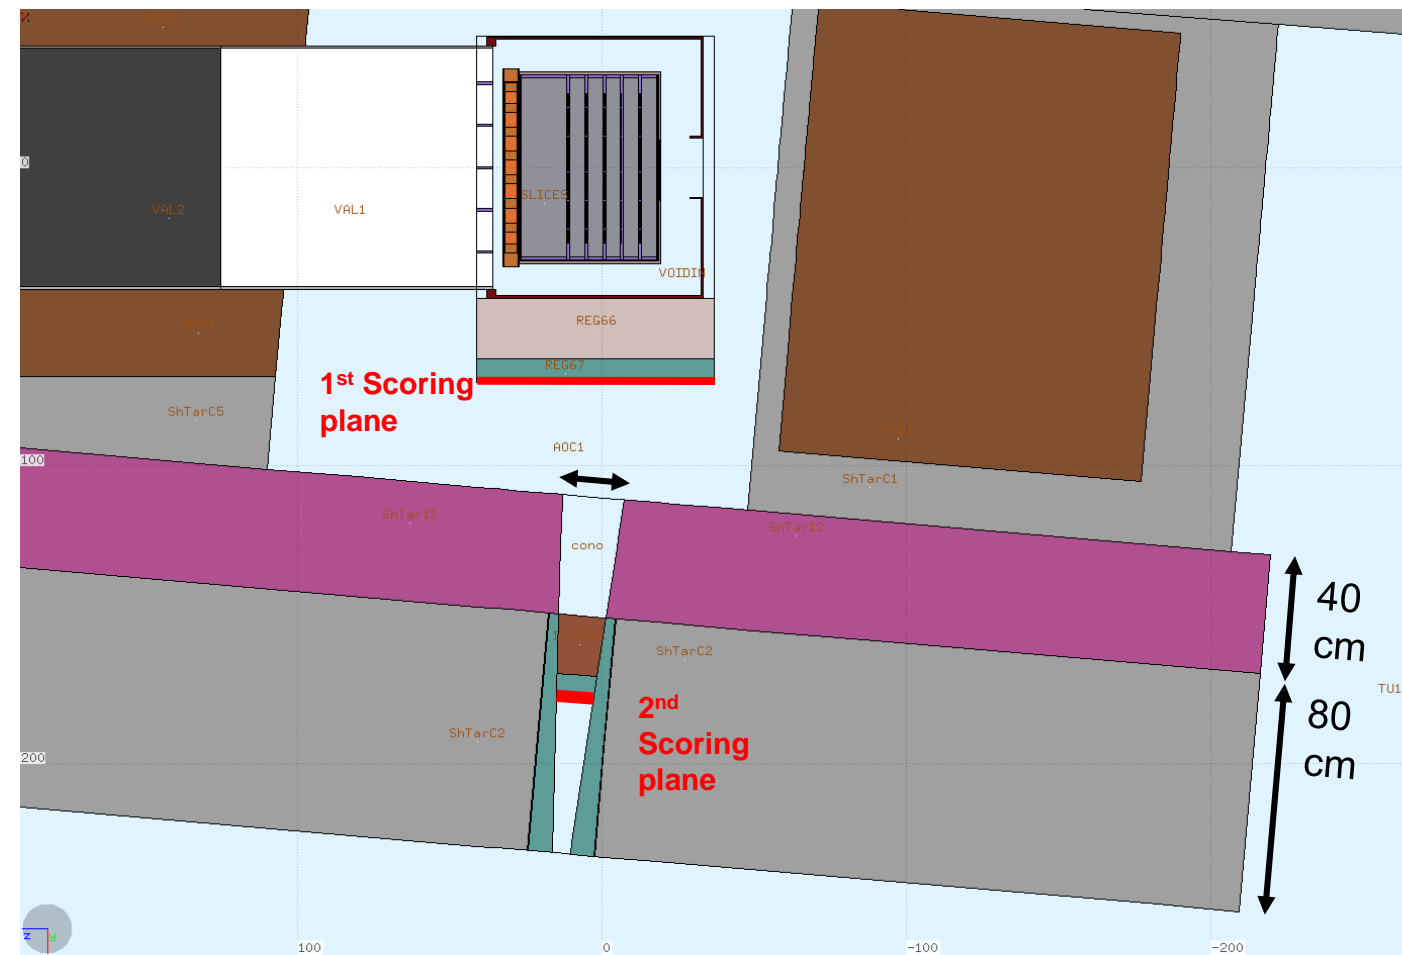 0
VAL2
VAL1
SLICES
VOIDIN
REG66
REG67
1st Scoring
plane
ShTarC5
AOC1
100
ShTarC1
ShTarI2
ShTarI2
cono
40
cm
ShTarC2
TU1
2nd
Scoring
plane
80
cm
ShTarC2
200
z
y
100
0
-100
-200